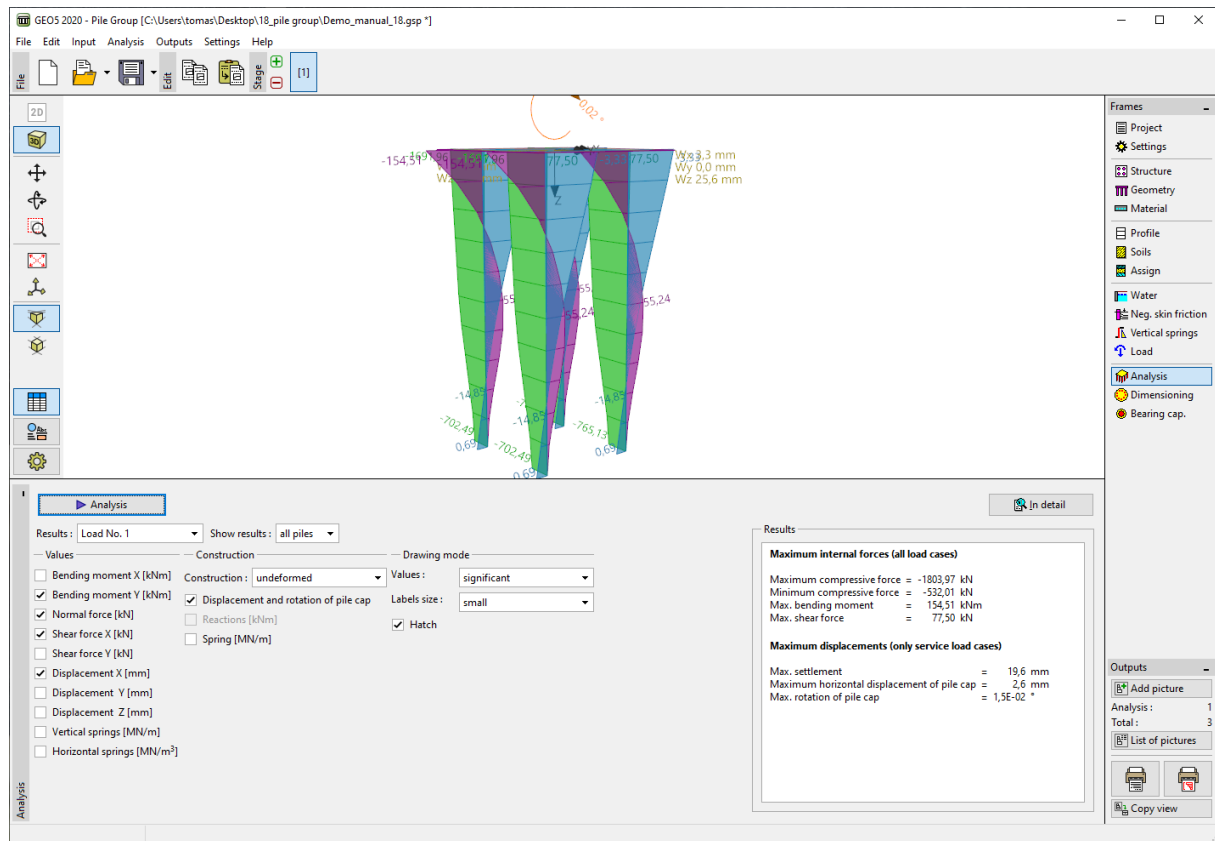 GEO5 2020 - Pile Group [C:\Users\tomas\Desktop\18_pile group\Demo_manual_18.gsp *]
File Edit Input Analysis Outputs Settings Help
File
Edit
Stage
[1]
2D
3D
0.02 °
-154,51
77,50
77,50
Wx 3,3 mm
Wy 0,0 mm
Wz 25,6 mm
Z
55,24
55,24
-14,85
-14,85
-14,85
-702,49
-702,49
-765,13
0,69
0,69
0,69
Frames
Project
Settings
Structure
Geometry
Material
Profile
Soils
Assign
Water
Neg. skin friction
Vertical springs
Load
Analysis
Dimensioning
Bearing cap.
Outputs
Add picture
Analysis : 1
Total : 3
List of pictures
Copy view
Analysis
Analysis
In detail
Results : Load No. 1 Show results : all piles
Values
Bending moment X [kNm]
Bending moment Y [kNm]
Normal force [kN]
Shear force X [kN]
Shear force Y [kN]
Displacement X [mm]
Displacement Y [mm]
Displacement Z [mm]
Vertical springs [MN/m]
Horizontal springs [MN/m³]
Construction
Construction : undeformed
Displacement and rotation of pile cap
Reactions [kNm]
Spring [MN/m]
Drawing mode
Values : significant
Labels size : small
Hatch
Results
Maximum internal forces (all load cases)
Maximum compressive force = -1803,97 kN
Minimum compressive force = -532,01 kN
Max. bending moment = 154,51 kNm
Max. shear force = 77,50 kN
Maximum displacements (only service load cases)
Max. settlement = 19,6 mm
Maximum horizontal displacement of pile cap = 2,6 mm
Max. rotation of pile cap = 1,5E-02 °